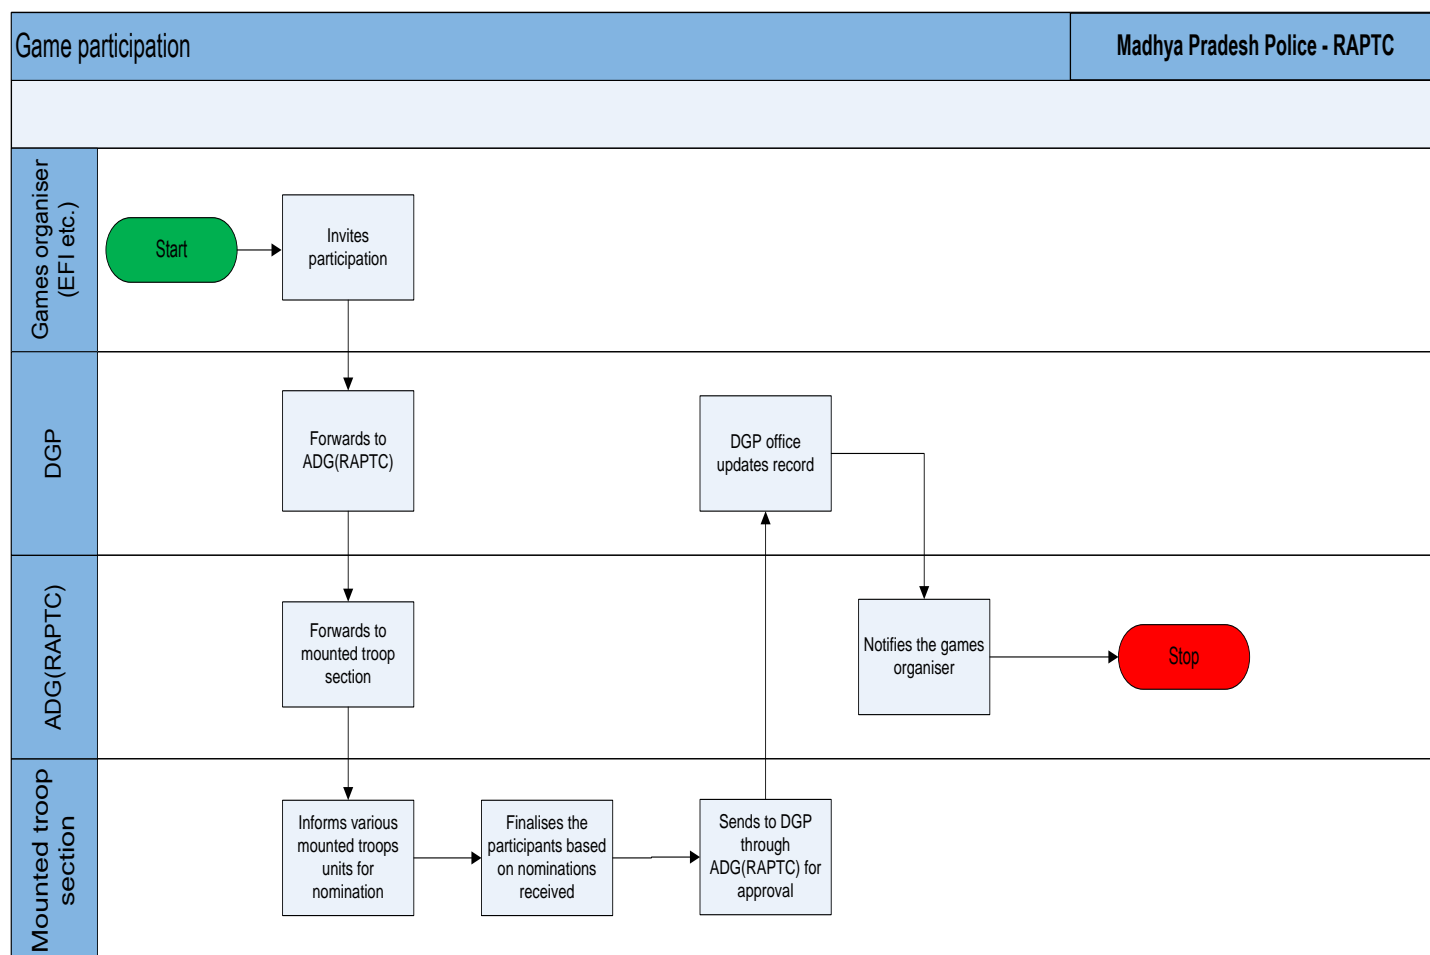 Game participation
Madhya Pradesh Police - RAPTC
Games organiser
(EFI etc.)
Start
Invites
participation
DGP
Forwards to
ADG(RAPTC)
DGP office
updates record
ADG(RAPTC)
Forwards to
mounted troop
section
Notifies the games
organiser
Stop
Mounted troop
section
Informs various
mounted troops
units for
nomination
Finalises the
participants based
on nominations
received
Sends to DGP
through
ADG(RAPTC) for
approval